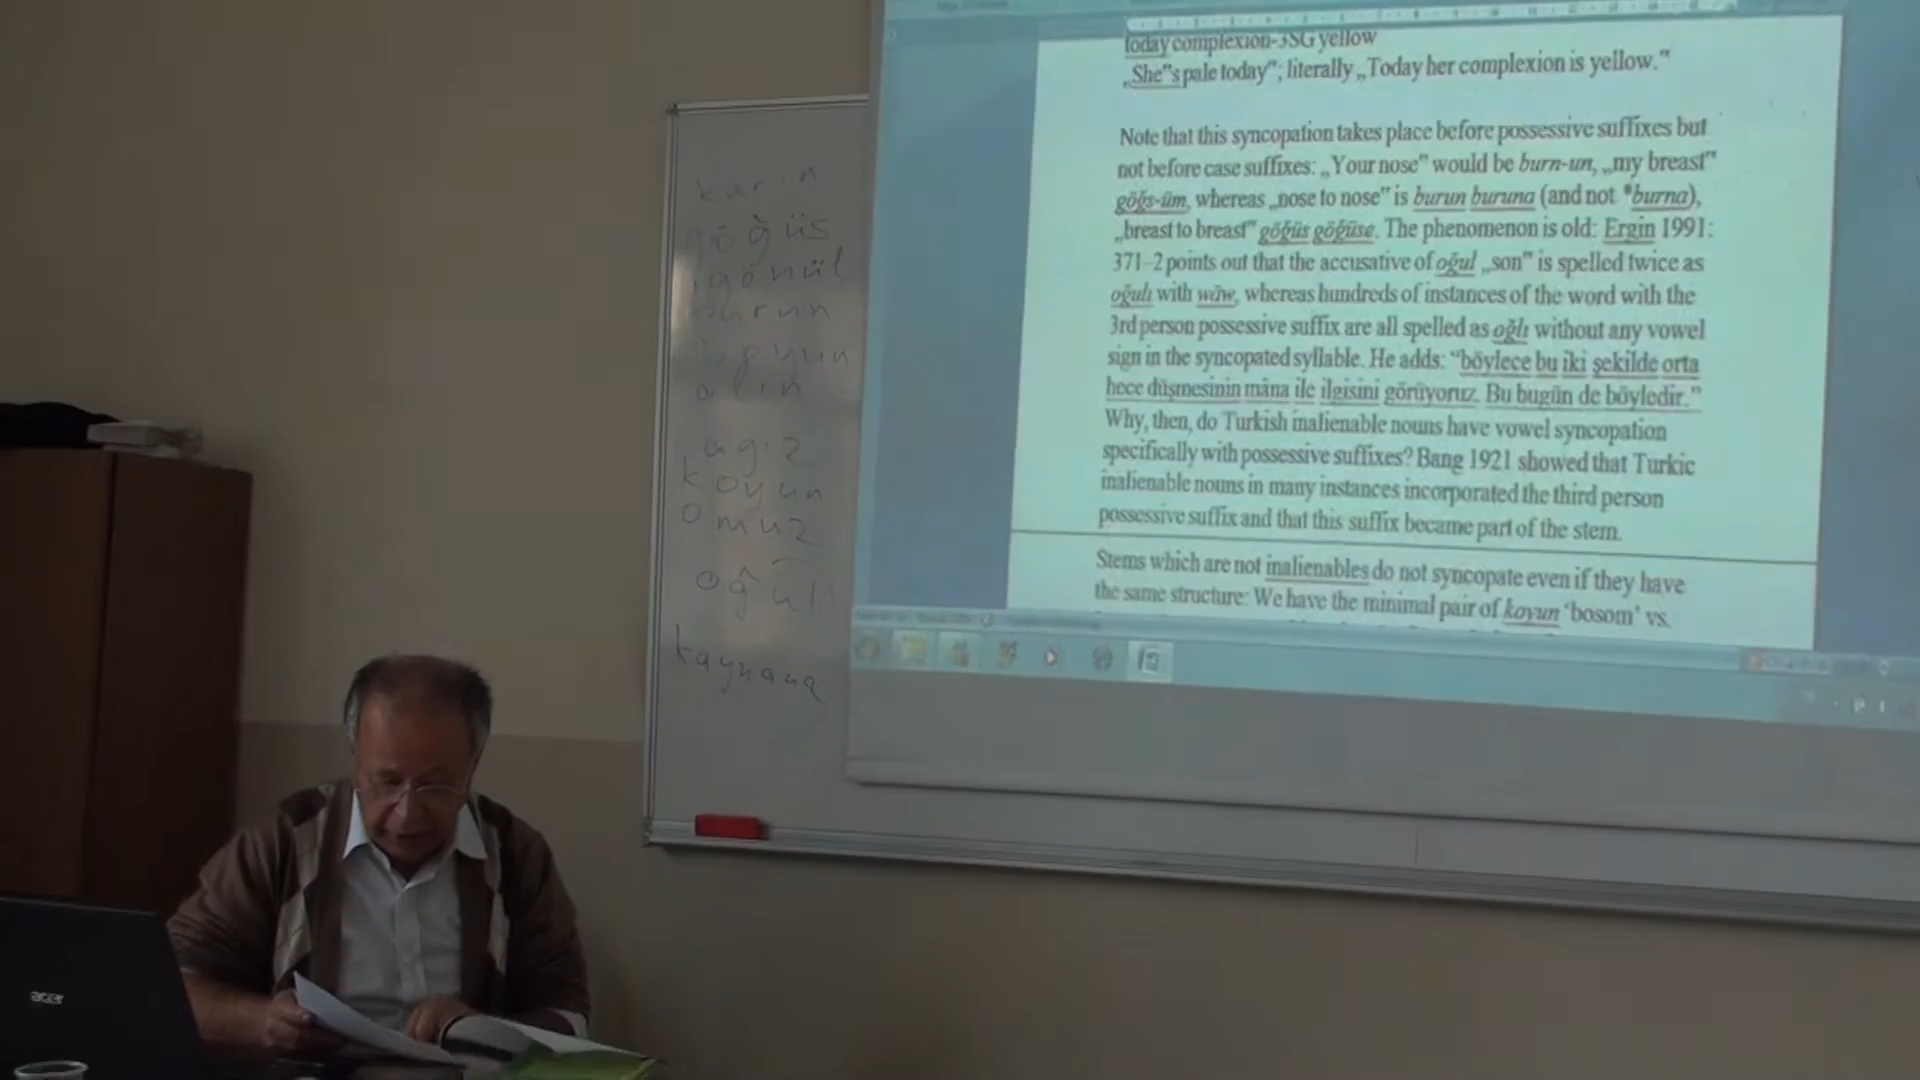 karın
göğüs
gönül
burun
boyun
alın
ağız
koyun
omuz
oğul
kaynana
today complexion-3SG yellow
„She"s pale today"; literally „Today her complexion is yellow."
Note that this syncopation takes place before possessive suffixes but
not before case suffixes: „Your nose" would be burn-un, „my breast"
göğs-üm, whereas „nose to nose" is burun buruna (and not *burna),
„breast to breast" göğüs göğüse. The phenomenon is old: Ergin 1991:
371–2 points out that the accusative of oğul „son" is spelled twice as
oğulı with wāw, whereas hundreds of instances of the word with the
3rd person possessive suffix are all spelled as oğlı without any vowel
sign in the syncopated syllable. He adds: "böylece bu iki şekilde orta
hece düşmesinin mâna ile ilgisini görüyoruz. Bu bugün de böyledir."
Why, then, do Turkish inalienable nouns have vowel syncopation
specifically with possessive suffixes? Bang 1921 showed that Turkic
inalienable nouns in many instances incorporated the third person
possessive suffix and that this suffix became part of the stem.
Stems which are not inalienables do not syncopate even if they have
the same structure: We have the minimal pair of koyun ‘bosom’ vs.
acer